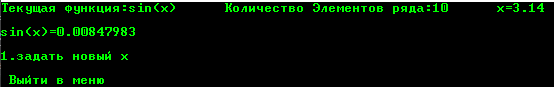 Текущая функция:sin(x) Количество Элементов ряда:10 x=3.14
sin(x)=0.00847983
1.задать новый x
Выйти в меню